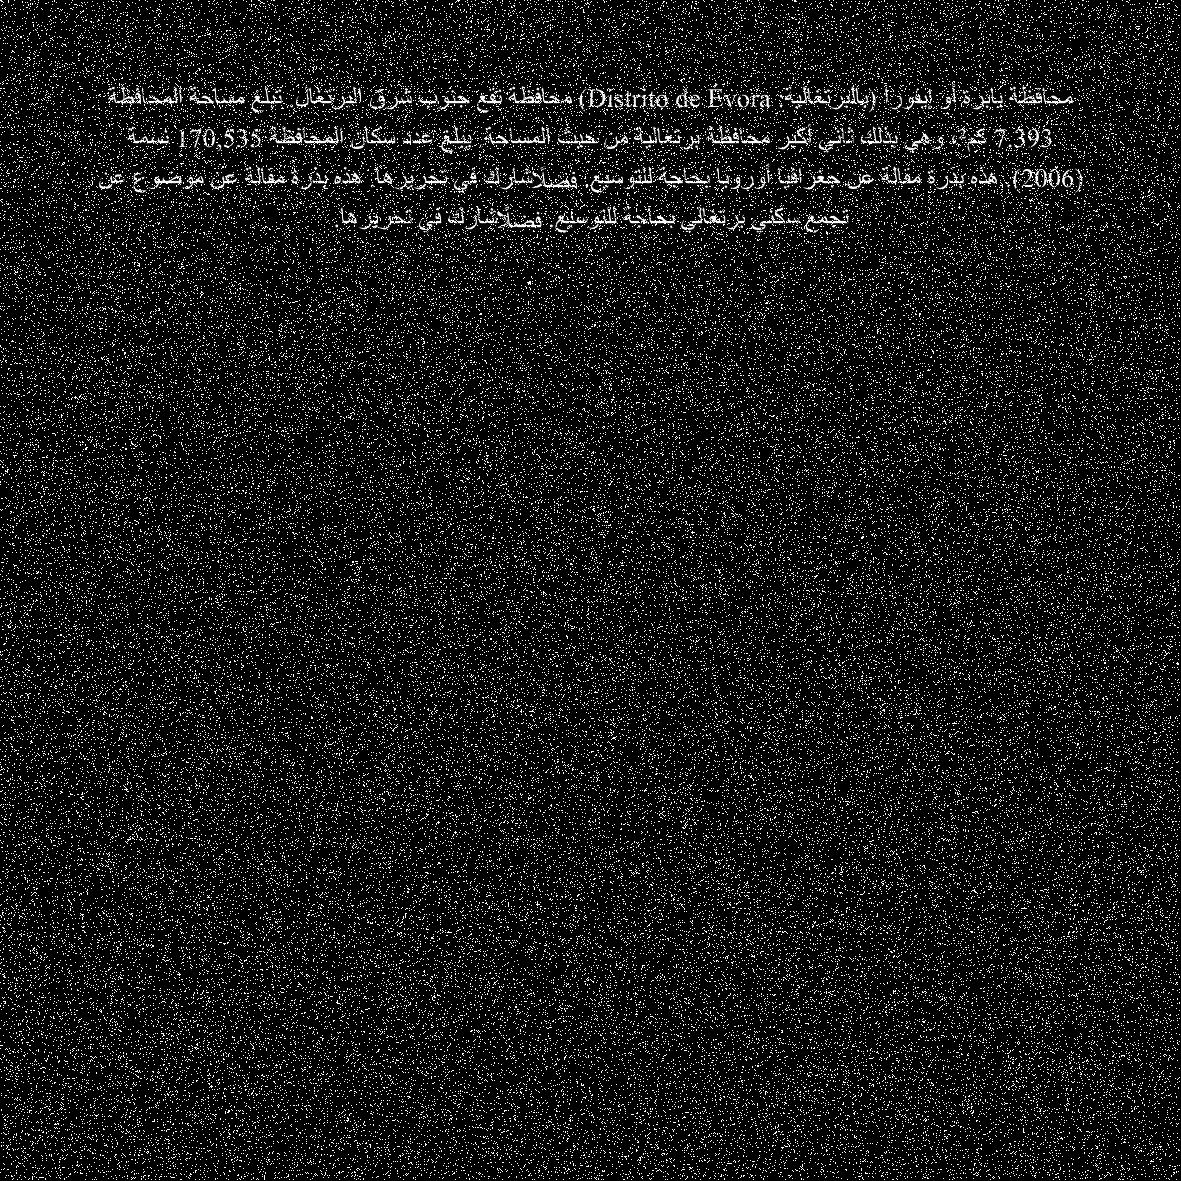 محافظة يابرة أو إيفورا (بالبرتغالية: Distrito de Évora) محافظة تقع جنوب شرق البرتغال. تبلغ مساحة المحافظة
7.393 كم²، وهي بذلك ثاني أكبر محافظة برتغالية من حيث المساحة. يبلغ عدد سكان المحافظة 170.535 نسمة
(2006). هذه بذرة مقالة عن جغرافيا أوروبا بحاجة للتوسيع. فضلًا شارك في تحريرها. هذه بذرة مقالة عن موضوع عن
تجمع سكني برتغالي بحاجة للتوسيع. فضلًا شارك في تحريرها
.